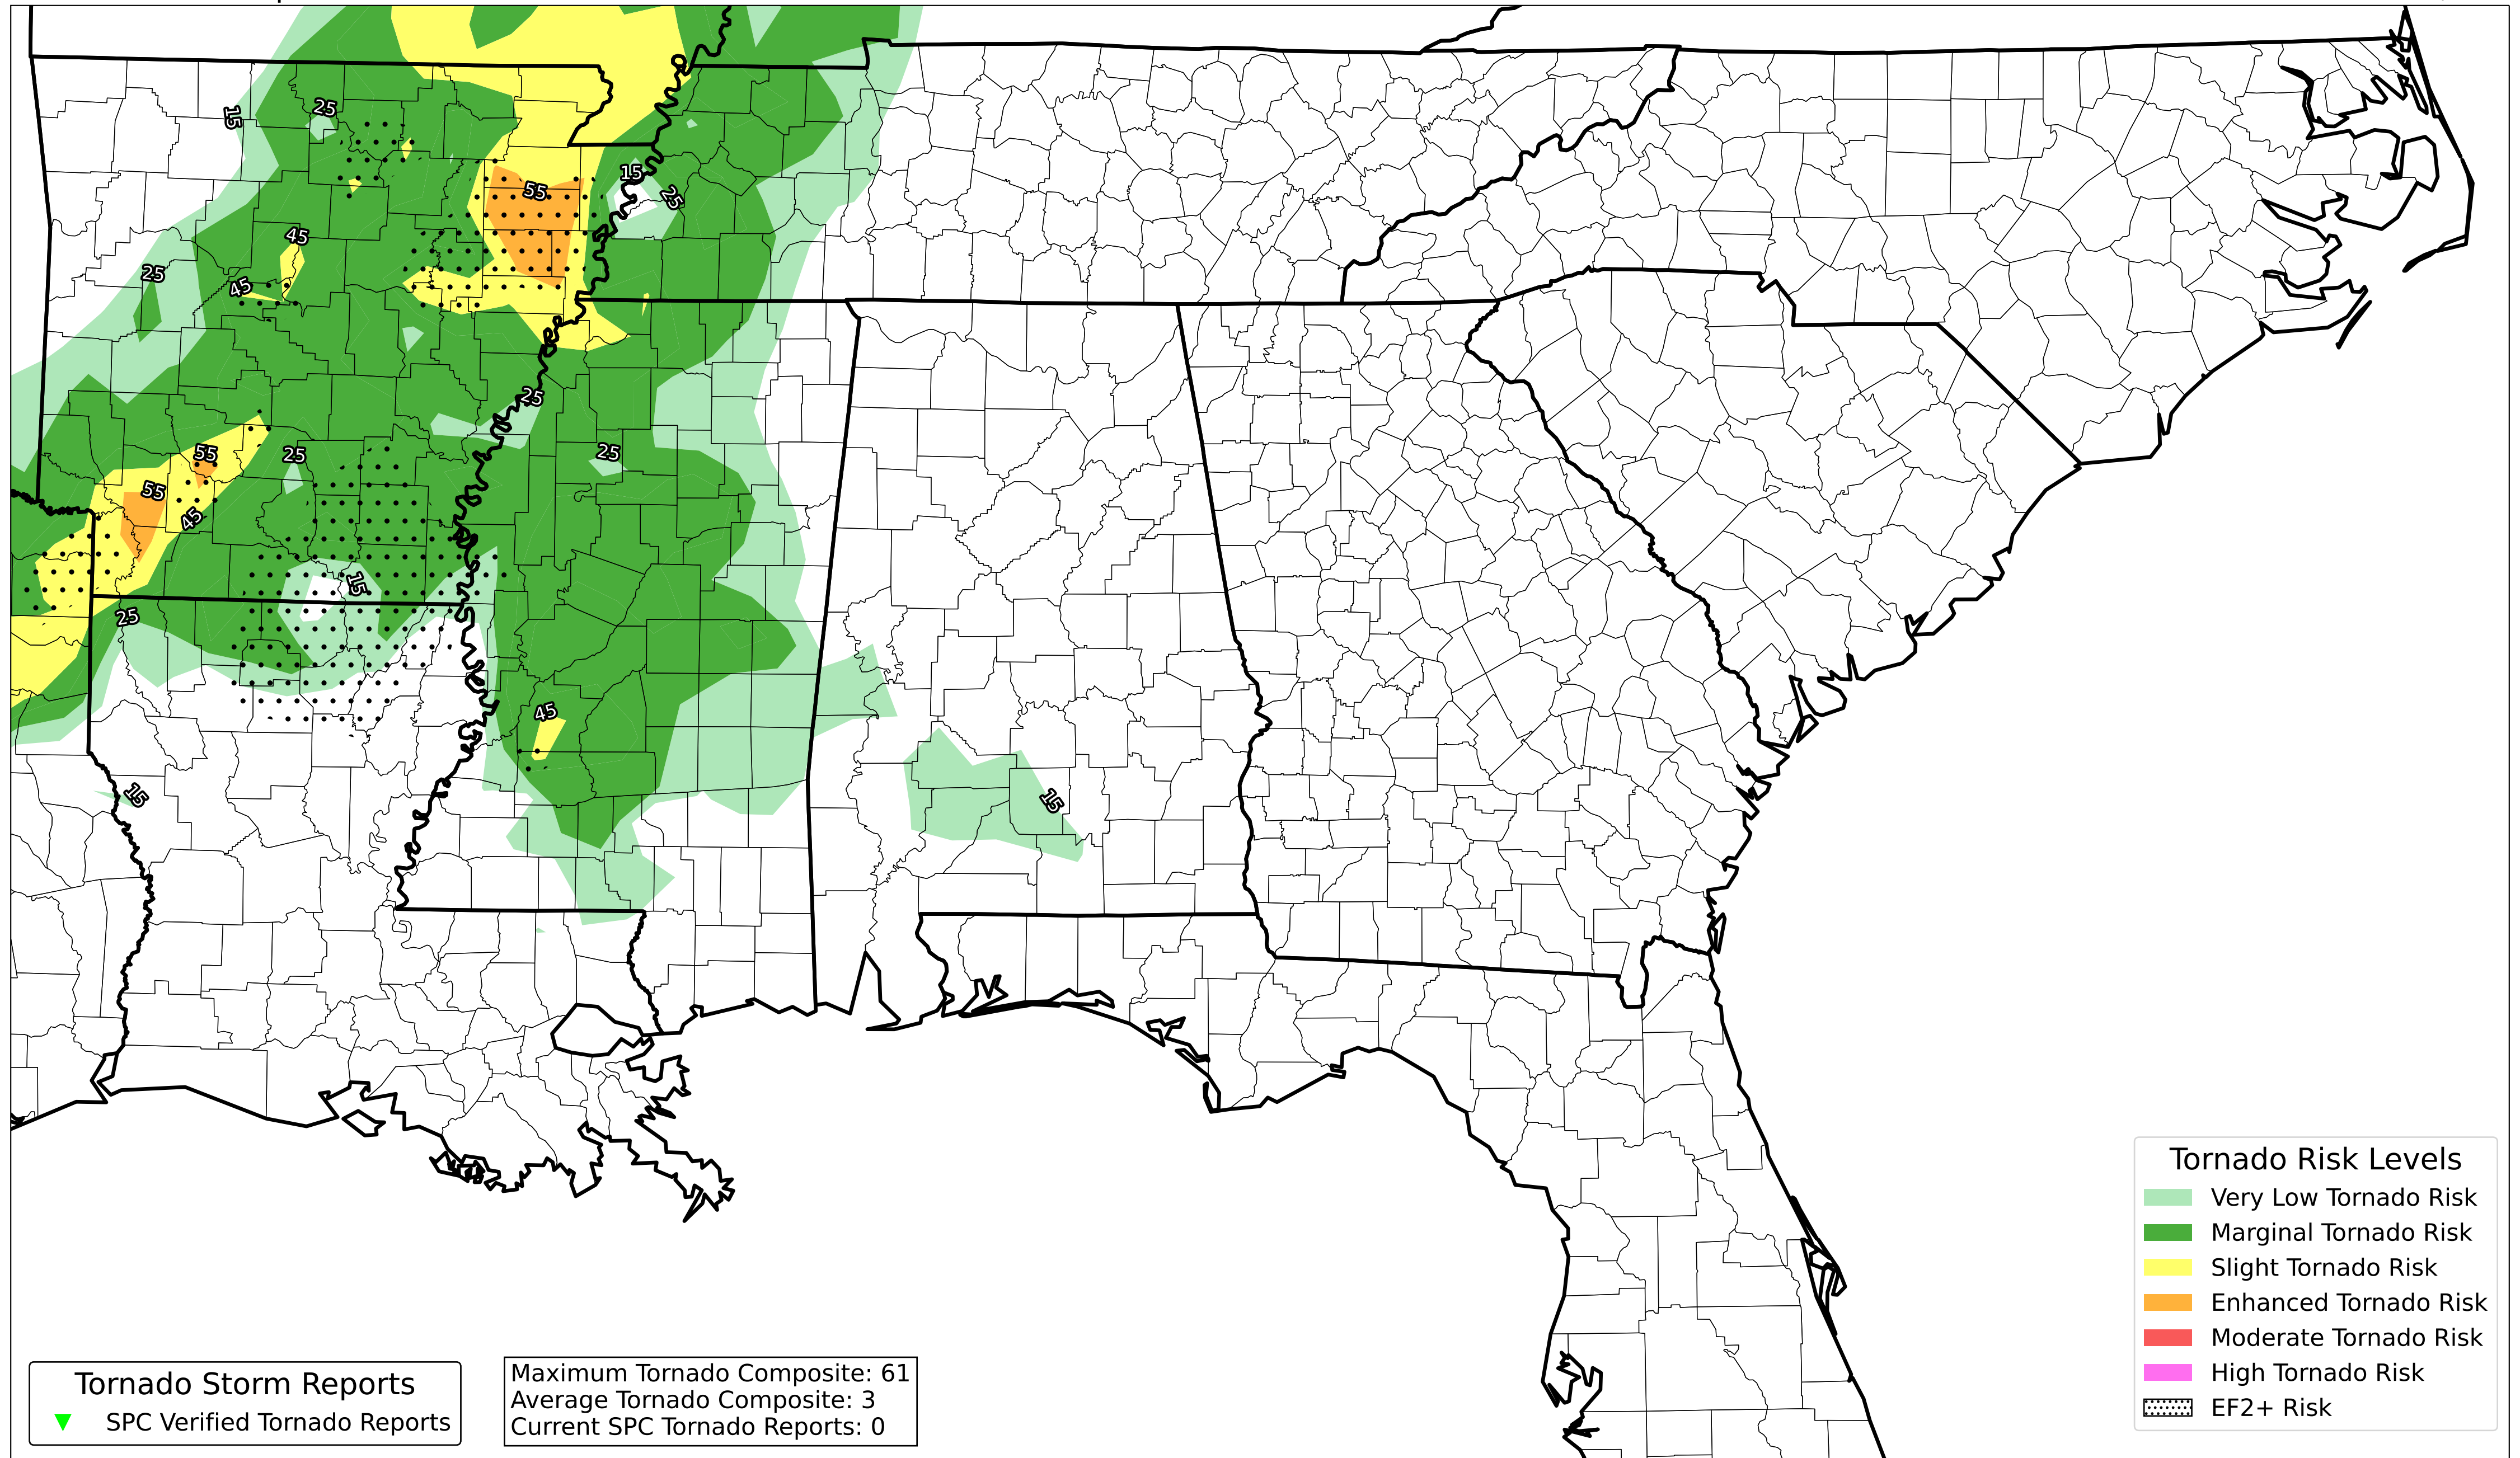 15
25
15
25
55
45
25
45
25
25
55
25
55
45
15
25
45
15
15
Tornado Risk Levels
Very Low Tornado Risk
Marginal Tornado Risk
Slight Tornado Risk
Enhanced Tornado Risk
Moderate Tornado Risk
High Tornado Risk
EF2+ Risk
Tornado Storm Reports
SPC Verified Tornado Reports
Maximum Tornado Composite: 61
Average Tornado Composite: 3
Current SPC Tornado Reports: 0